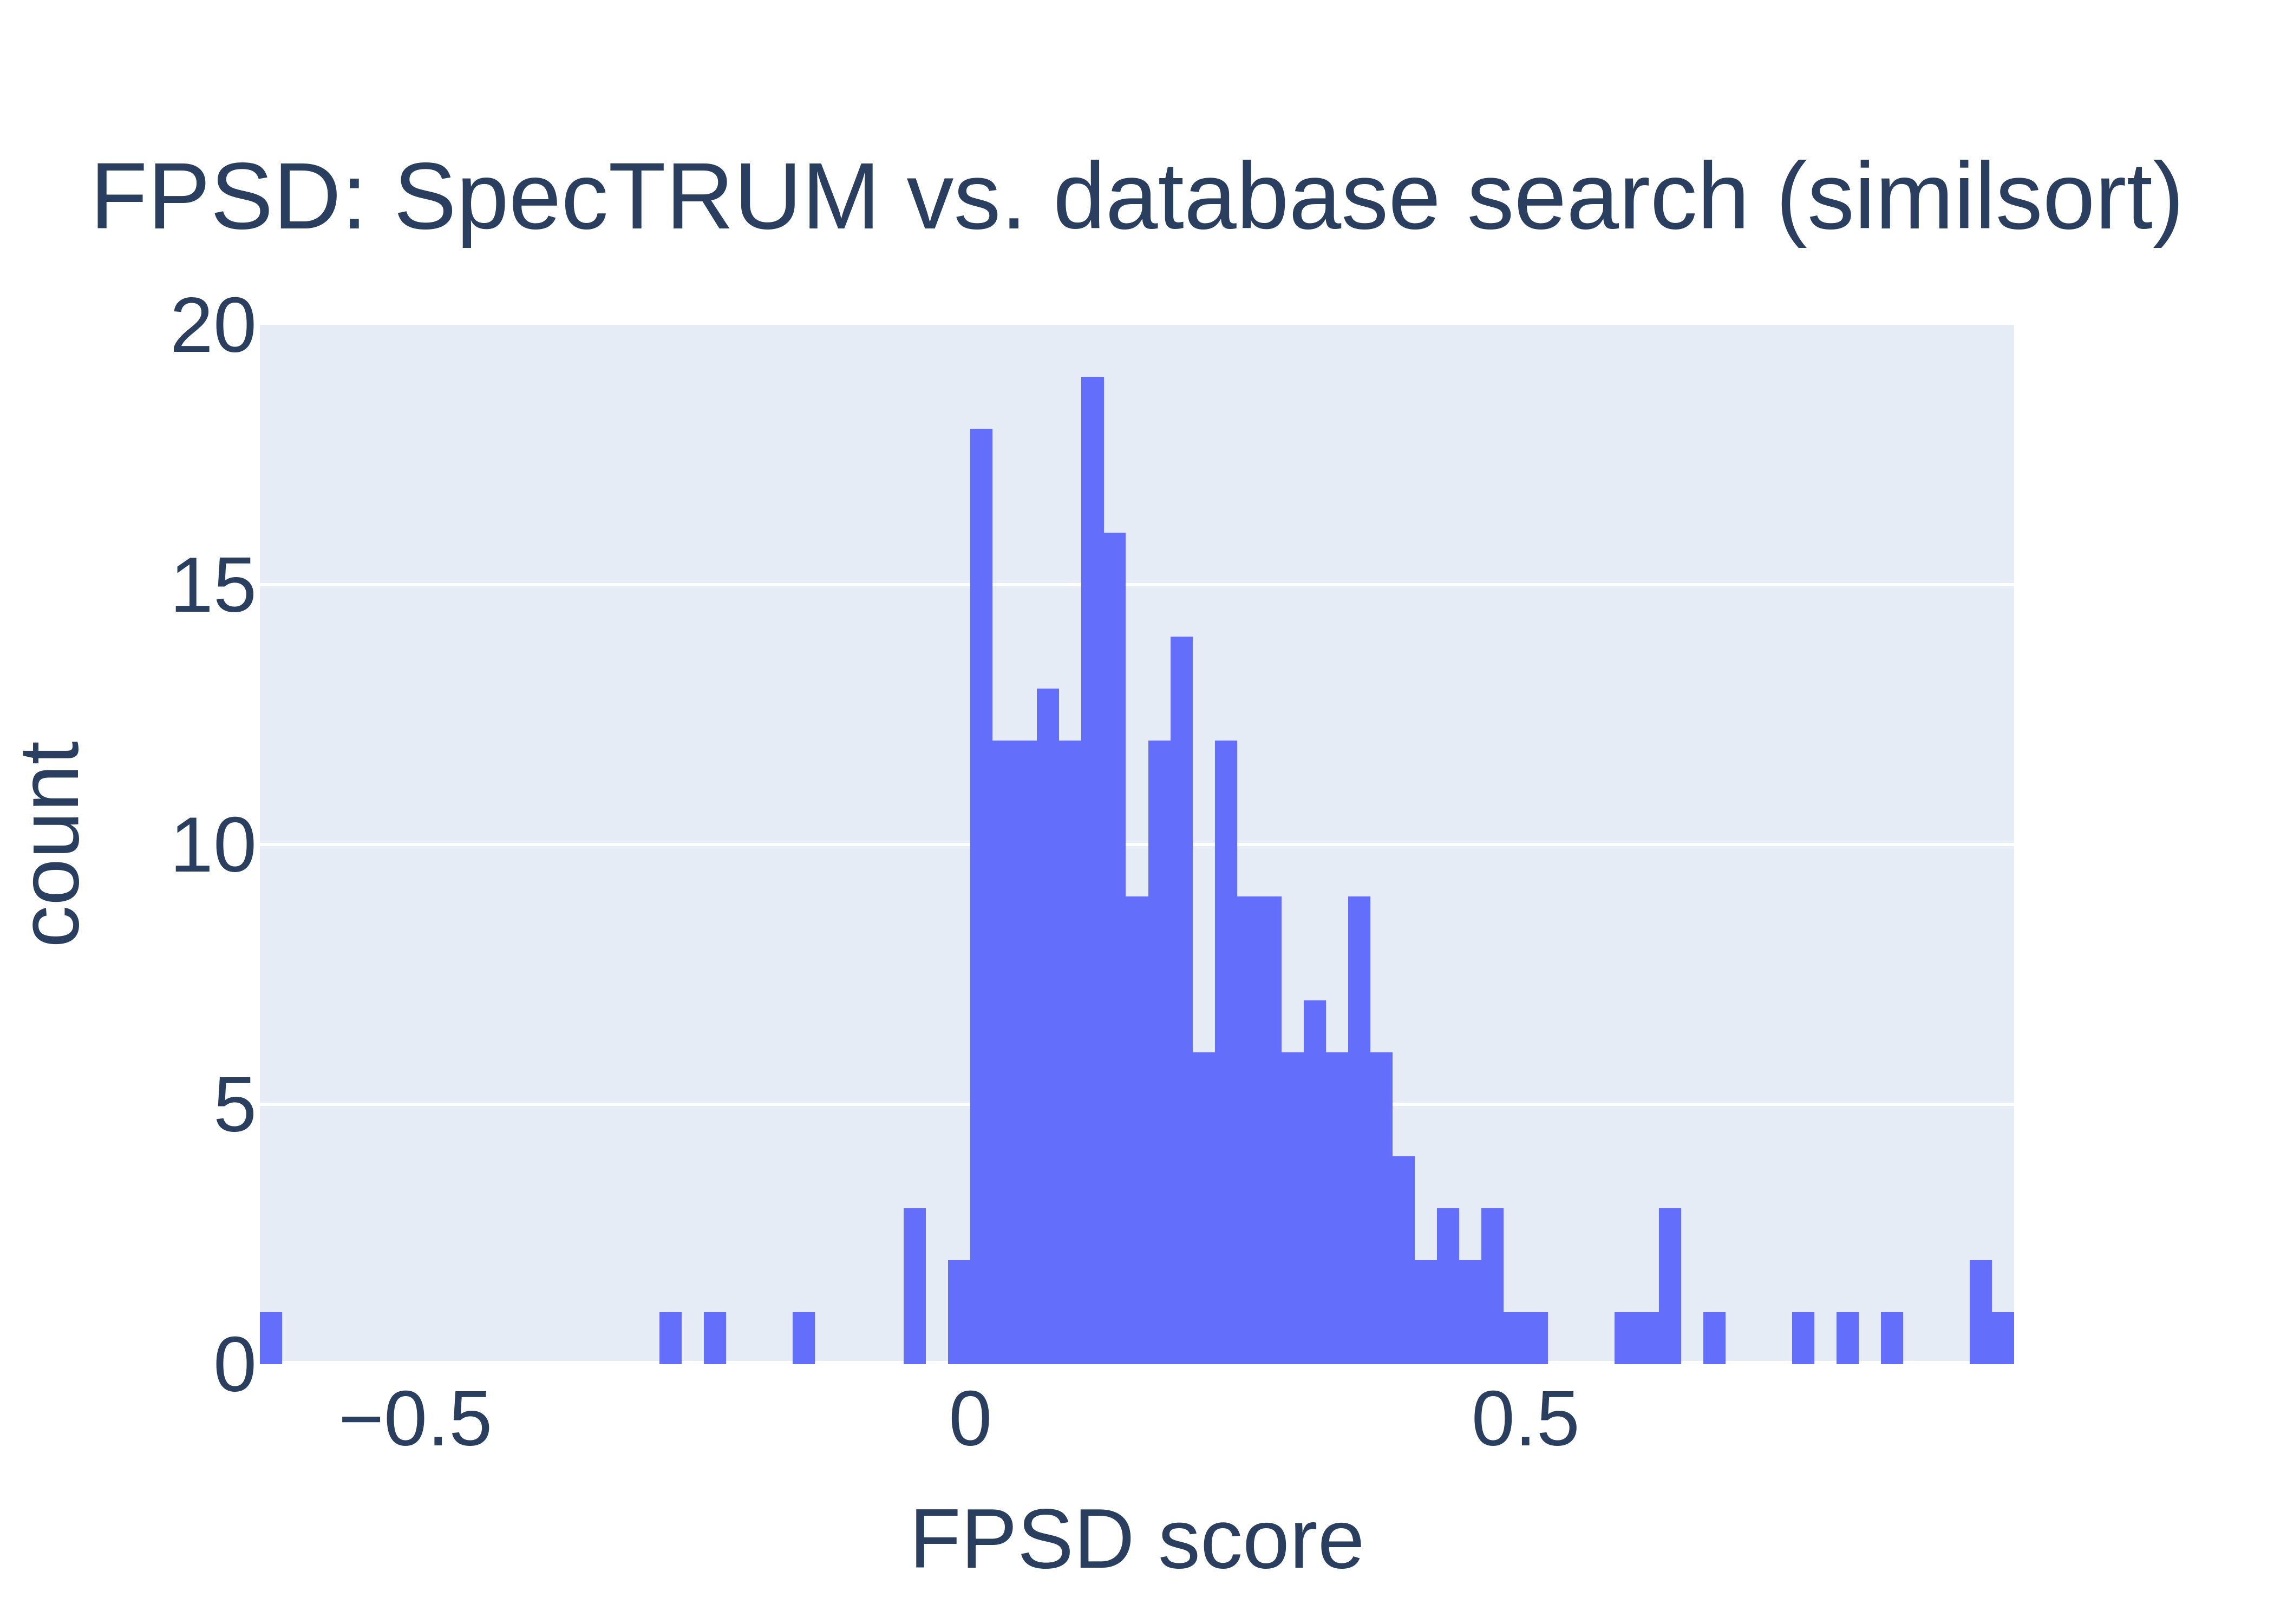 FPSD: SpecTRUM vs. database search (similsort)
20
15
10
5
0
count
−0.5
0
0.5
FPSD score